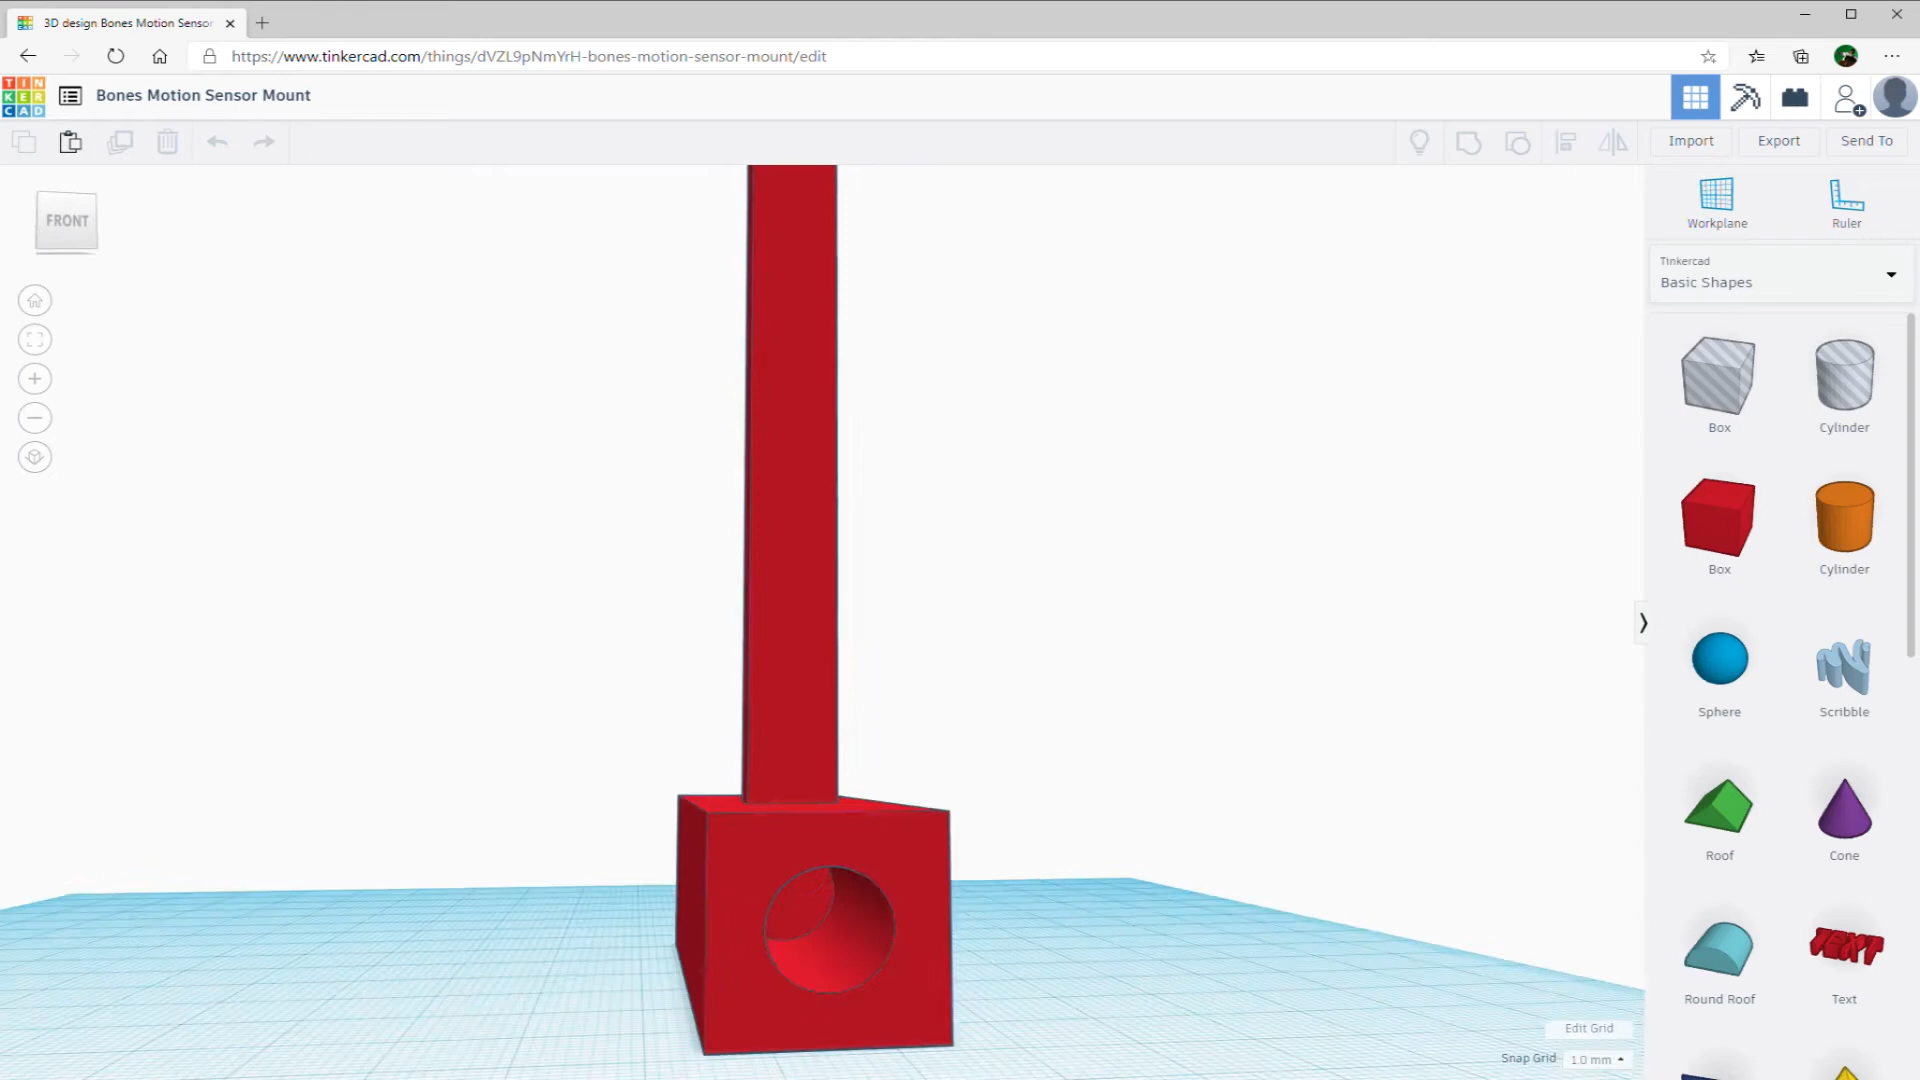 3D design Bones Motion Sensor
https://www.tinkercad.com/things/dVZL9pNmYrH-bones-motion-sensor-mount/edit
TIN
KER
CAD
Bones Motion Sensor Mount
Import
Export
Send To
FRONT
Workplane
Ruler
Tinkercad
Basic Shapes
Box
Cylinder
Box
Cylinder
Sphere
Scribble
Roof
Cone
Round Roof
Text
TEXT
Edit Grid
Snap Grid
1.0 mm